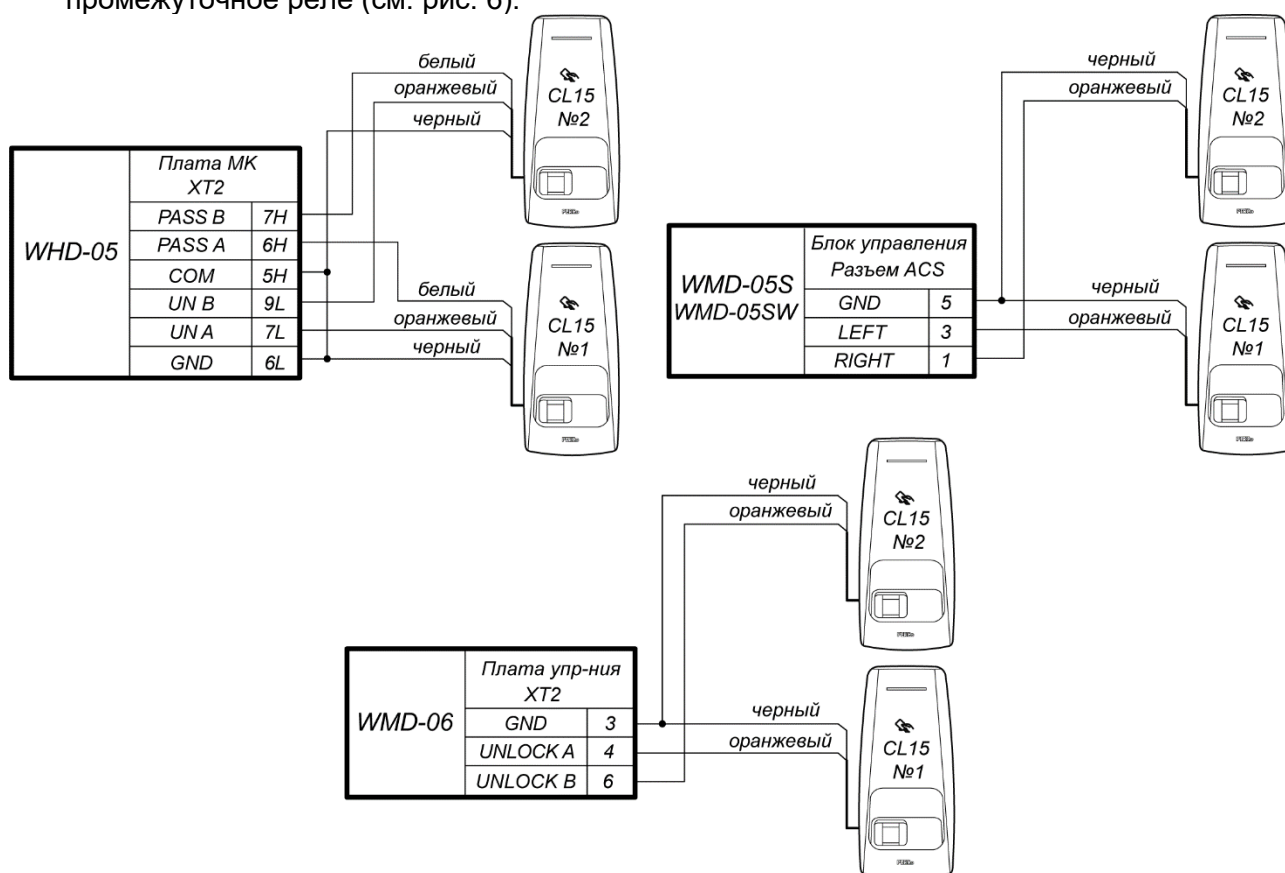 промежуточное реле (см. рис. 6).
белый
оранжевый
черный
CL15
№2
WHD-05
Плата МК
XT2
PASS B 7H
PASS A 6H
COM 5H
UN B 9L
UN A 7L
GND 6L
белый
оранжевый
черный
CL15
№1
черный
оранжевый
CL15
№2
WMD-05S
WMD-05SW
Блок управления
Разъем ACS
GND 5
LEFT 3
RIGHT 1
черный
оранжевый
CL15
№1
черный
оранжевый
CL15
№2
WMD-06
Плата упр-ния
XT2
GND 3
UNLOCK A 4
UNLOCK B 6
черный
оранжевый
CL15
№1